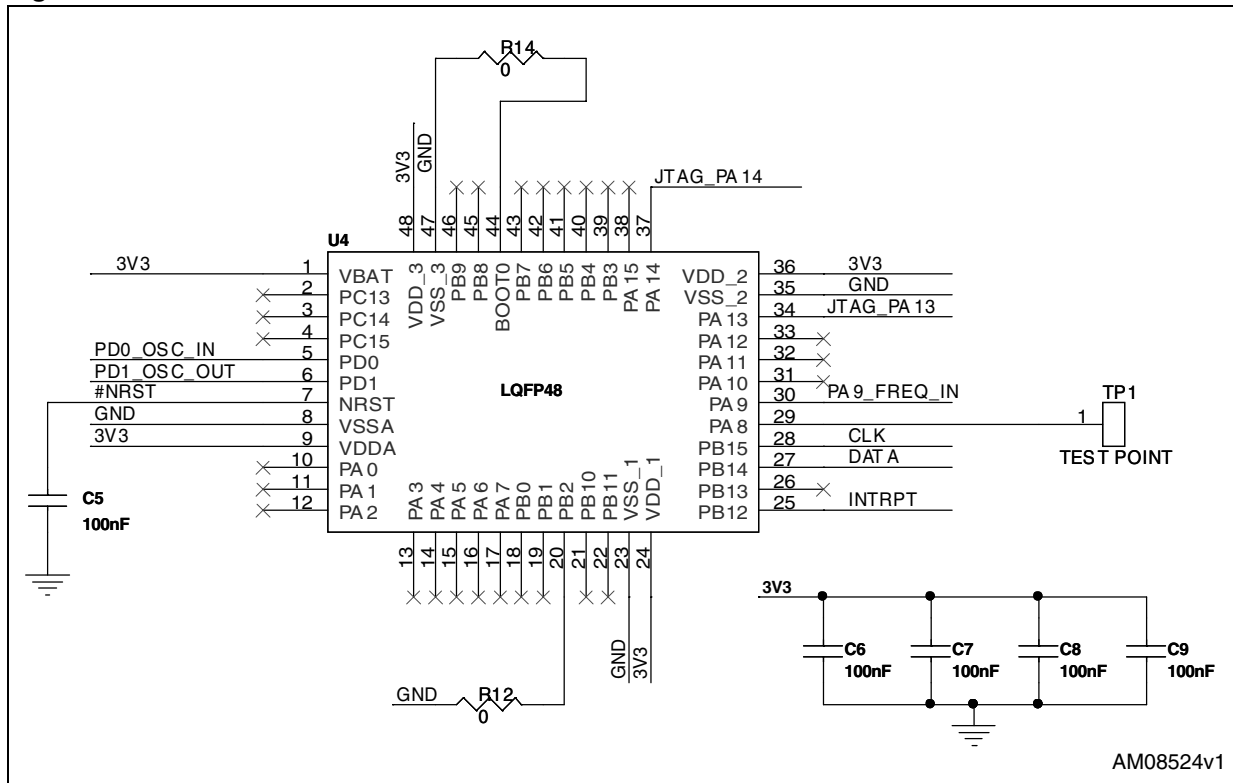 R14
0
3V3
GND
JTAG_PA14
48
47
46
45
44
43
42
41
40
39
38
37
U4
VDD_3
VSS_3
PB9
PB8
BOOT0
PB7
PB6
PB5
PB4
PB3
PA15
PA14
3V3 1 VBAT
2 PC13
3 PC14
4 PC15
PD0_OSC_IN 5 PD0
PD1_OSC_OUT 6 PD1
#NRST 7 NRST
GND 8 VSSA
3V3 9 VDDA
10 PA0
11 PA1
12 PA2
LQFP48
VDD_2 36 3V3
VSS_2 35 GND
PA13 34 JTAG_PA13
PA12 33
PA11 32
PA10 31
PA9 30 PA9_FREQ_IN
PA8 29
PB15 28 CLK
PB14 27 DATA
PB13 26
PB12 25 INTRPT
1
TP1
TEST POINT
C5
100nF
PA3
PA4
PA5
PA6
PA7
PB0
PB1
PB2
PB10
PB11
VSS_1
VDD_1
13
14
15
16
17
18
19
20
21
22
23
24
GND
3V3
GND
R12
0
3V3
C6
100nF
C7
100nF
C8
100nF
C9
100nF
AM08524v1